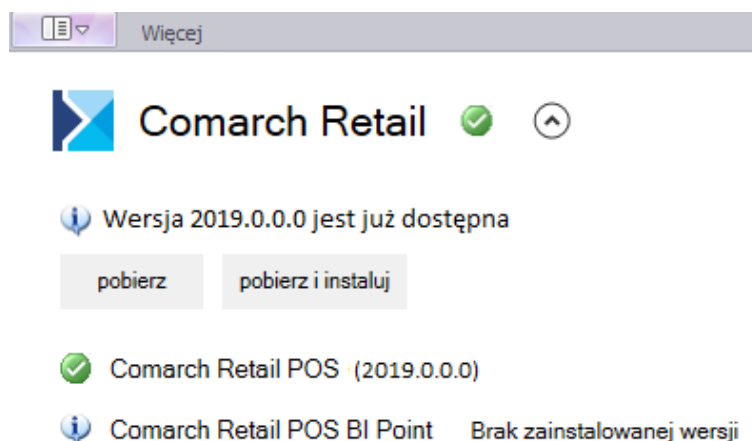 Więcej
Comarch Retail
Wersja 2019.0.0.0 jest już dostępna
pobierz pobierz i instaluj
Comarch Retail POS (2019.0.0.0)
Comarch Retail POS BI Point Brak zainstalowanej wersji